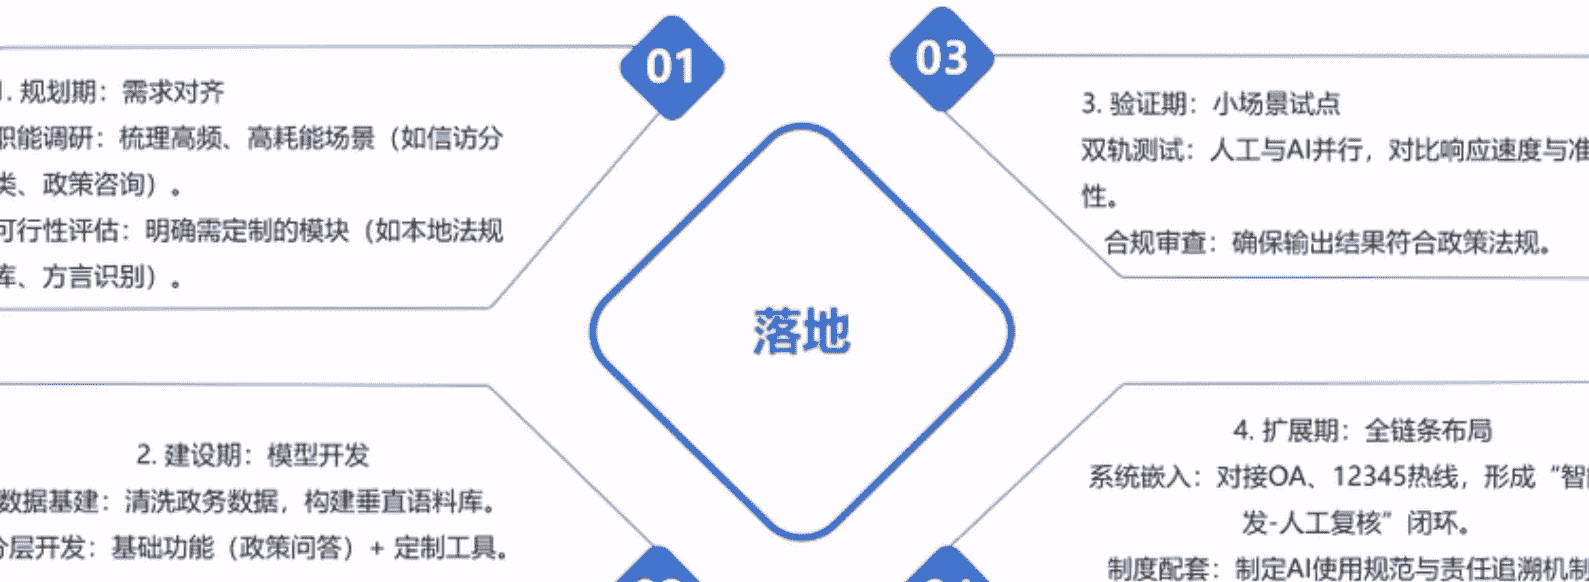 01
1. 规划期：需求对齐
职能调研：梳理高频、高耗能场景（如信访分
类、政策咨询）。
可行性评估：明确需定制的模块（如本地法规
库、方言识别）。
2. 建设期：模型开发
数据基建：清洗政务数据，构建垂直语料库。
分层开发：基础功能（政策问答）+ 定制工具。
落地
03
3. 验证期：小场景试点
双轨测试：人工与AI并行，对比响应速度与准
性。
合规审查：确保输出结果符合政策法规。
4. 扩展期：全链条布局
系统嵌入：对接OA、12345热线，形成“智能
发-人工复核”闭环。
制度配套：制定AI使用规范与责任追溯机制